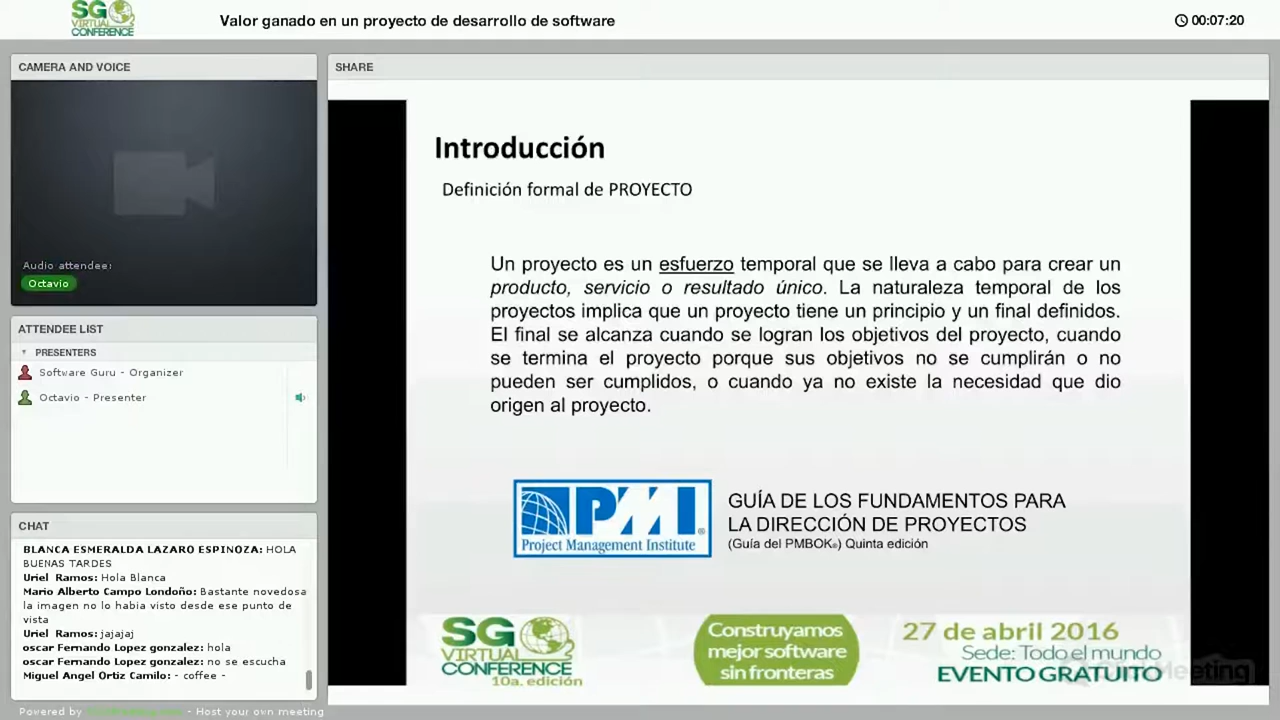 SG
VIRTUAL
CONFERENCE
Valor ganado en un proyecto de desarrollo de software
00:07:20
CAMERA AND VOICE
Audio attendee:
Octavio
ATTENDEE LIST
PRESENTERS
Software Guru - Organizer
Octavio - Presenter
CHAT
BLANCA ESMERALDA LAZARO ESPINOZA: HOLA
BUENAS TARDES
Uriel Ramos: Hola Blanca
Mario Alberto Campo Londoño: Bastante novedosa
la imagen no lo habia visto desde ese punto de
vista
Uriel Ramos: jajajaj
oscar Fernando Lopez gonzalez: hola
oscar Fernando Lopez gonzalez: no se escucha
Miguel Angel Ortiz Camilo: - coffee -
Powered by - Host your own meeting
SHARE
Introducción
Definición formal de PROYECTO
Un proyecto es un esfuerzo temporal que se lleva a cabo para crear un
producto, servicio o resultado único. La naturaleza temporal de los
proyectos implica que un proyecto tiene un principio y un final definidos.
El final se alcanza cuando se logran los objetivos del proyecto, cuando
se termina el proyecto porque sus objetivos no se cumplirán o no
pueden ser cumplidos, o cuando ya no existe la necesidad que dio
origen al proyecto.
PMI®
Project Management Institute
GUÍA DE LOS FUNDAMENTOS PARA
LA DIRECCIÓN DE PROYECTOS
(Guía del PMBOK®) Quinta edición
SG
VIRTUAL
CONFERENCE
10a. edición
Construyamos
mejor software
sin fronteras
27 de abril 2016
Sede: Todo el mundo
EVENTO GRATUITO